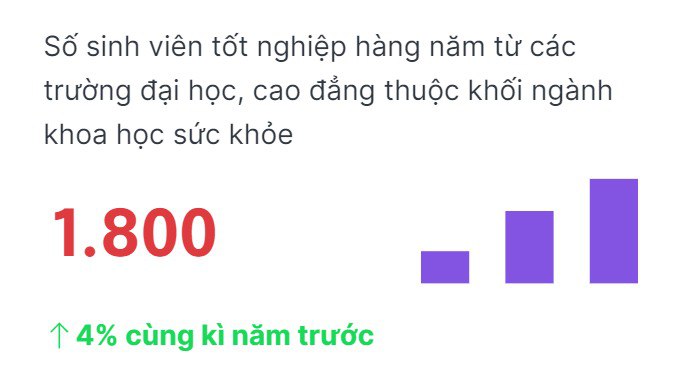 Số sinh viên tốt nghiệp hàng năm từ các
trường đại học, cao đẳng thuộc khối ngành
khoa học sức khỏe
1.800
↑ 4% cùng kì năm trước